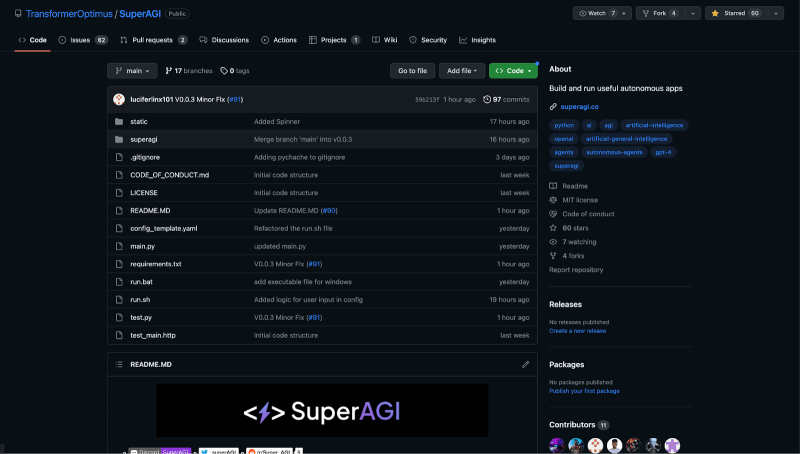 TransformerOptimus / SuperAGI Public
Watch 7 Fork 4 Starred 60
Code Issues 62 Pull requests 2 Discussions Actions Projects 1 Wiki Security Insights
main 17 branches 0 tags Go to file Add file Code
luciferlinx101 V0.0.3 Minor Fix (#91) 59b213f 1 hour ago 97 commits
static Added Spinner 17 hours ago
superagi Merge branch 'main' into v0.0.3 16 hours ago
.gitignore Adding pychache to gitignore 3 days ago
CODE_OF_CONDUCT.md Initial code structure last week
LICENSE Initial code structure last week
README.MD Update README.MD (#90) 1 hour ago
config_template.yaml Refactored the run.sh file yesterday
main.py updated main.py yesterday
requirements.txt V0.0.3 Minor Fix (#91) 1 hour ago
run.bat add executable file for windows yesterday
run.sh Added logic for user input in config 19 hours ago
test.py V0.0.3 Minor Fix (#91) 1 hour ago
test_main.http Initial code structure last week
README.MD
SuperAGI
Discord SuperAGI superAGI /r/Super_AGI
About
Build and run useful autonomous apps
superagi.co
python ai agi artificial-intelligence
openai artificial-general-intelligence
agents autonomous-agents gpt-4
superagi
Readme
MIT license
Code of conduct
60 stars
7 watching
4 forks
Report repository
Releases
No releases published
Create a new release
Packages
No packages published
Publish your first package
Contributors 11